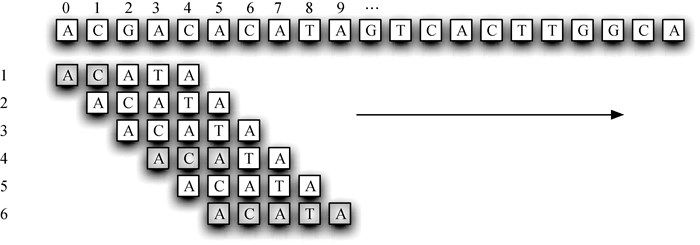 0 1 2 3 4 5 6 7 8 9 ...
A C G A C A C A T A G T C A C T T G G C A
1 A C A T A
2 A C A T A
3 A C A T A
4 A C A T A
5 A C A T A
6 A C A T A